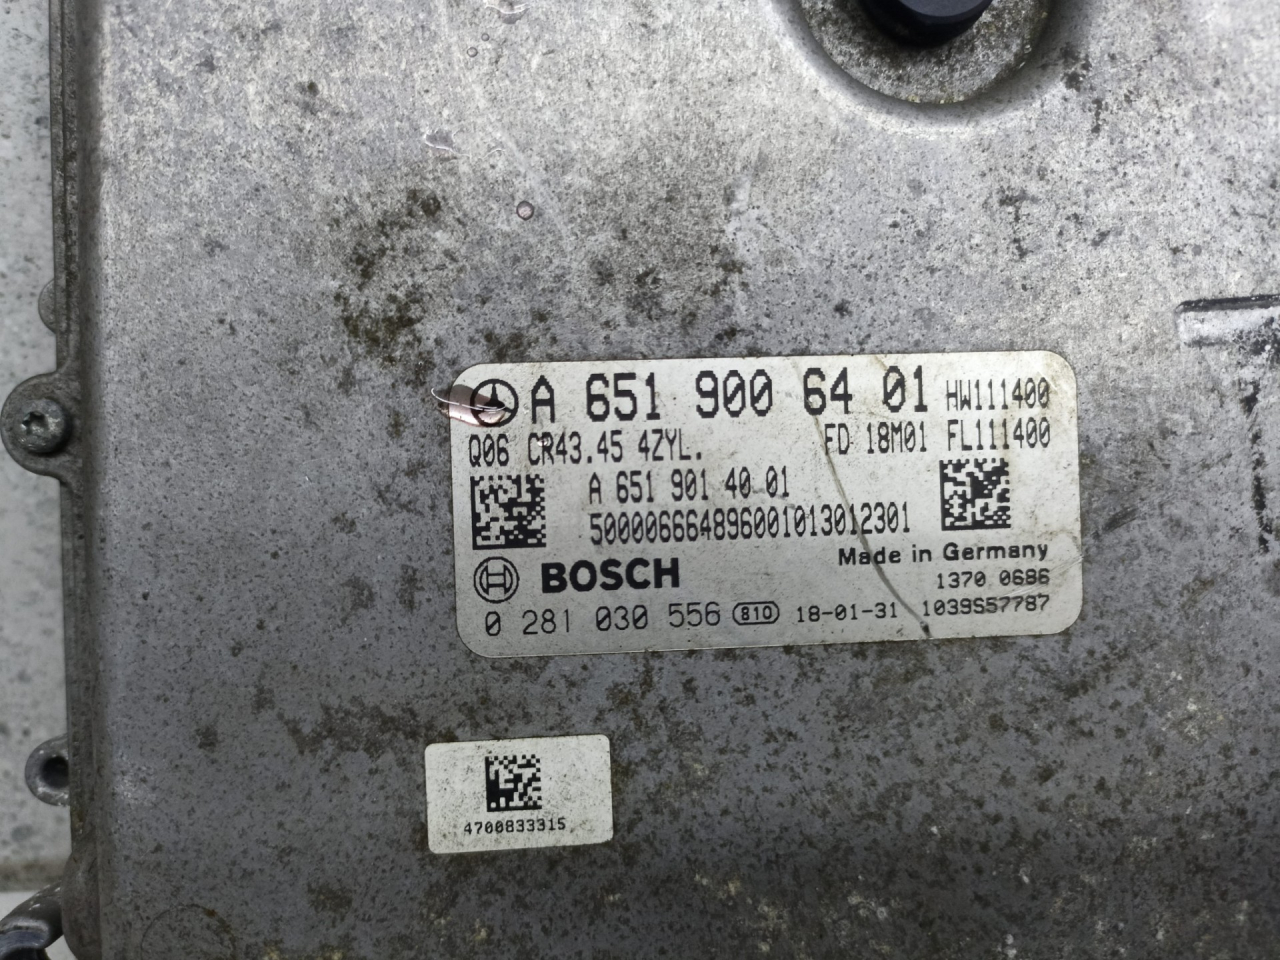 A 651 900 64 01 HW111400
Q06 CR43.45 4ZYL. FD 18M01 FL111400
A 651 901 40 01
500006664896001013012301
Made in Germany
BOSCH
1370 0686
0 281 030 556 810 18-01-31 1039S57787
4700833315